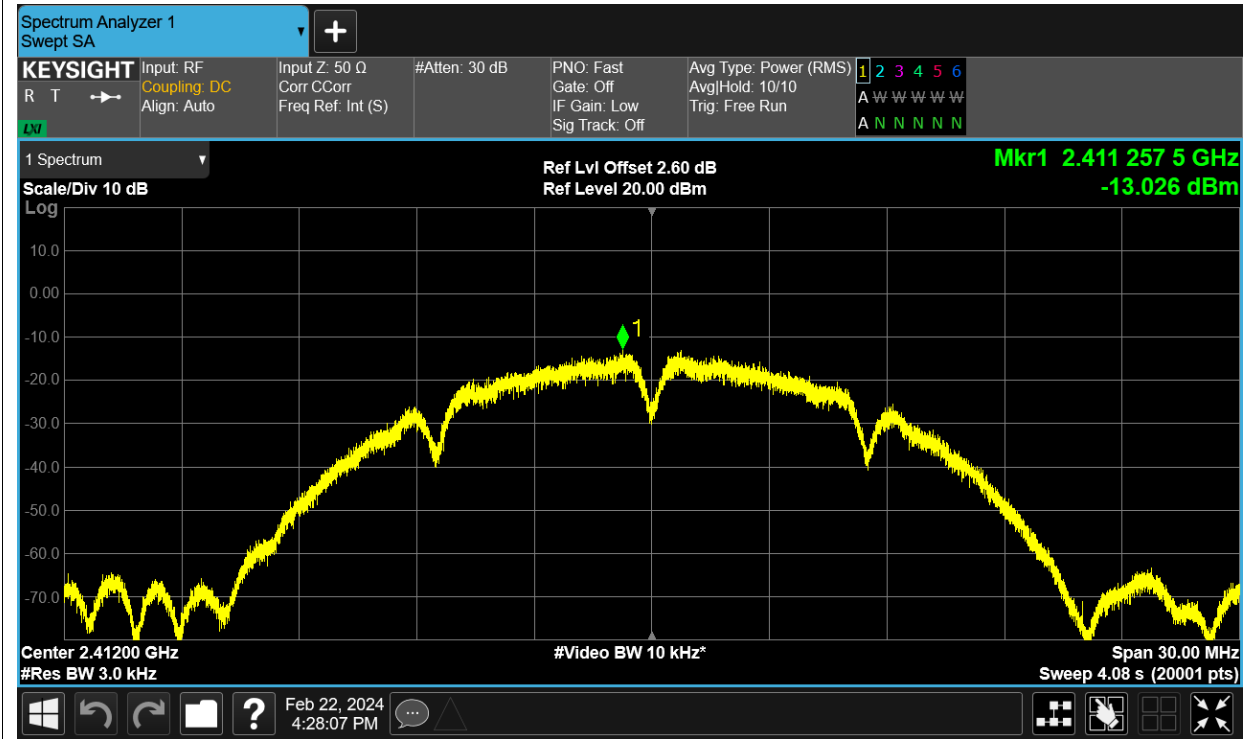 Spectrum Analyzer 1
Swept SA
KEYSIGHT
R T
LXI
Input: RF
Coupling: DC
Align: Auto
Input Z: 50 Ω
Corr CCorr
Freq Ref: Int (S)
#Atten: 30 dB
PNO: Fast
Gate: Off
IF Gain: Low
Sig Track: Off
Avg Type: Power (RMS)
Avg|Hold: 10/10
Trig: Free Run
1 2 3 4 5 6
A W W W W W
A N N N N N
1 Spectrum
Scale/Div 10 dB
Log
Ref Lvl Offset 2.60 dB
Ref Level 20.00 dBm
Mkr1 2.411 257 5 GHz
-13.026 dBm
10.0
0.00
-10.0
-20.0
-30.0
-40.0
-50.0
-60.0
-70.0
1
Center 2.41200 GHz
#Video BW 10 kHz*
Span 30.00 MHz
#Res BW 3.0 kHz
Sweep 4.08 s (20001 pts)
?
Feb 22, 2024
4:28:07 PM